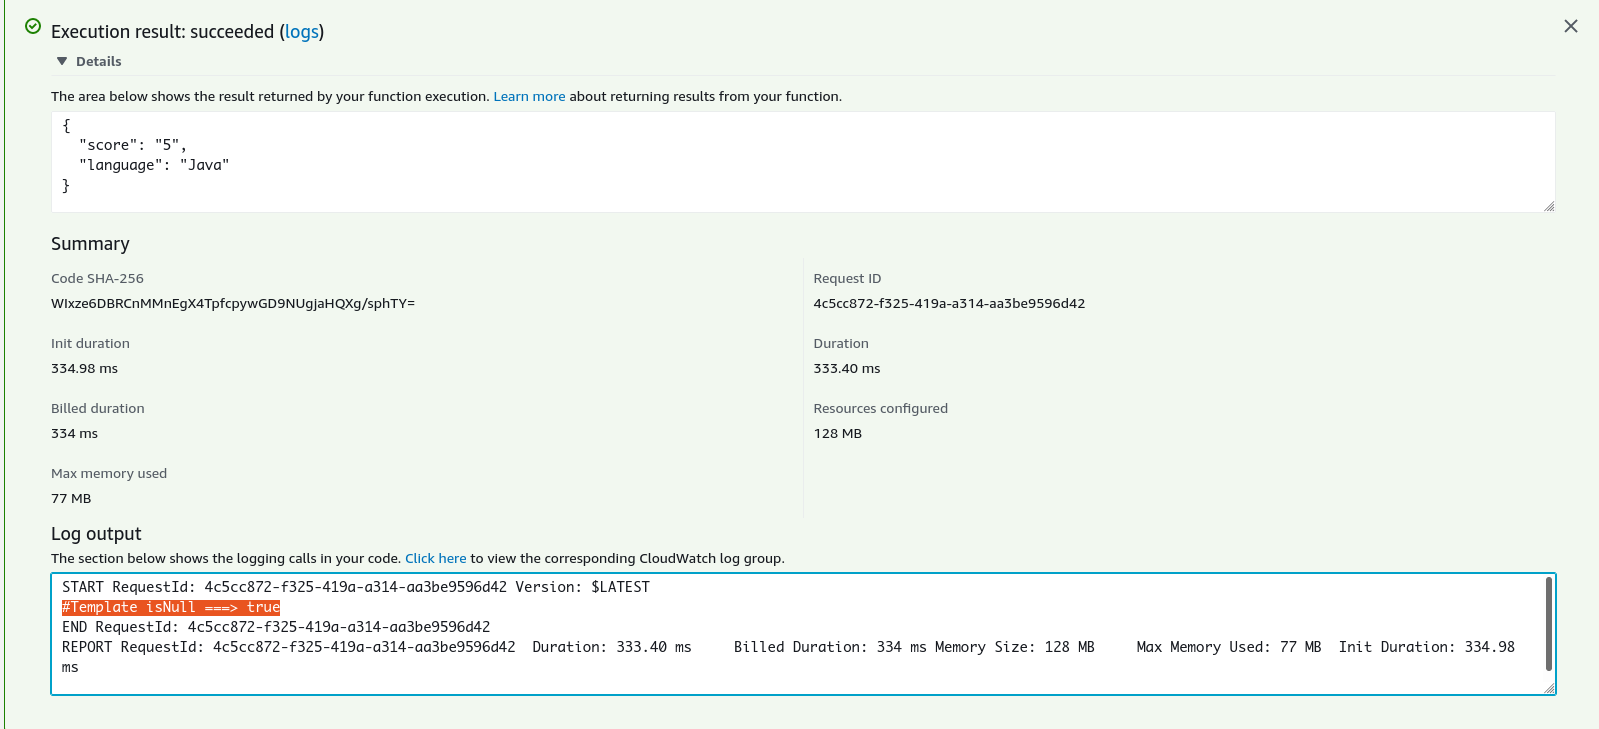 Execution result: succeeded (logs)
Details
The area below shows the result returned by your function execution. Learn more about returning results from your function.
{
  "score": "5",
  "language": "Java"
}
Summary
Code SHA-256
WIxze6DBRCnMMnEgX4TpfcpywGD9NUgjaHQXg/sphTY=
Request ID
4c5cc872-f325-419a-a314-aa3be9596d42
Init duration
334.98 ms
Duration
333.40 ms
Billed duration
334 ms
Resources configured
128 MB
Max memory used
77 MB
Log output
The section below shows the logging calls in your code. Click here to view the corresponding CloudWatch log group.
START RequestId: 4c5cc872-f325-419a-a314-aa3be9596d42 Version: $LATEST
#Template isNull ===> true
END RequestId: 4c5cc872-f325-419a-a314-aa3be9596d42
REPORT RequestId: 4c5cc872-f325-419a-a314-aa3be9596d42  Duration: 333.40 ms     Billed Duration: 334 ms Memory Size: 128 MB     Max Memory Used: 77 MB  Init Duration: 334.98
ms